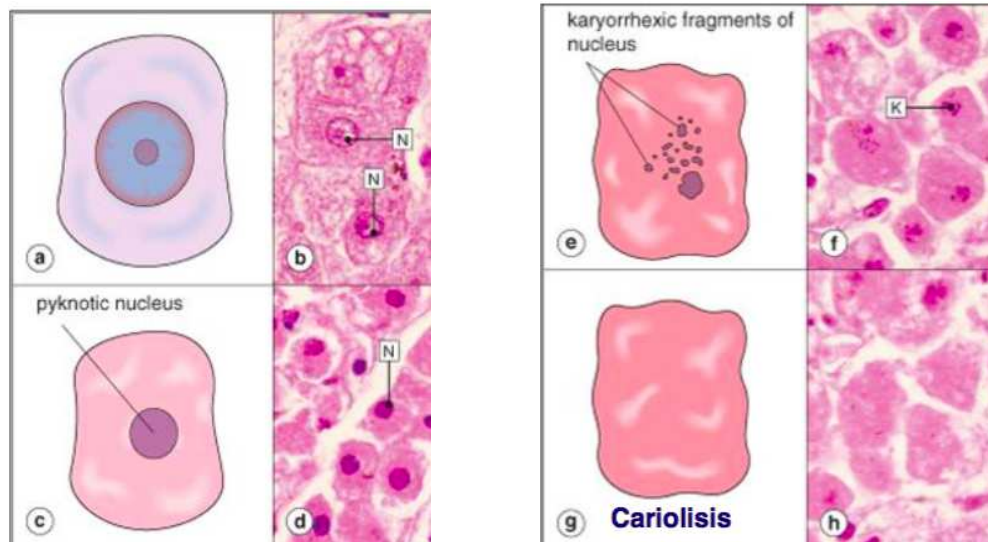 N
N
a
b
pyknotic nucleus
N
c
d
karyorrhexic fragments of
nucleus
K
e
f
g
Cariolisis
h